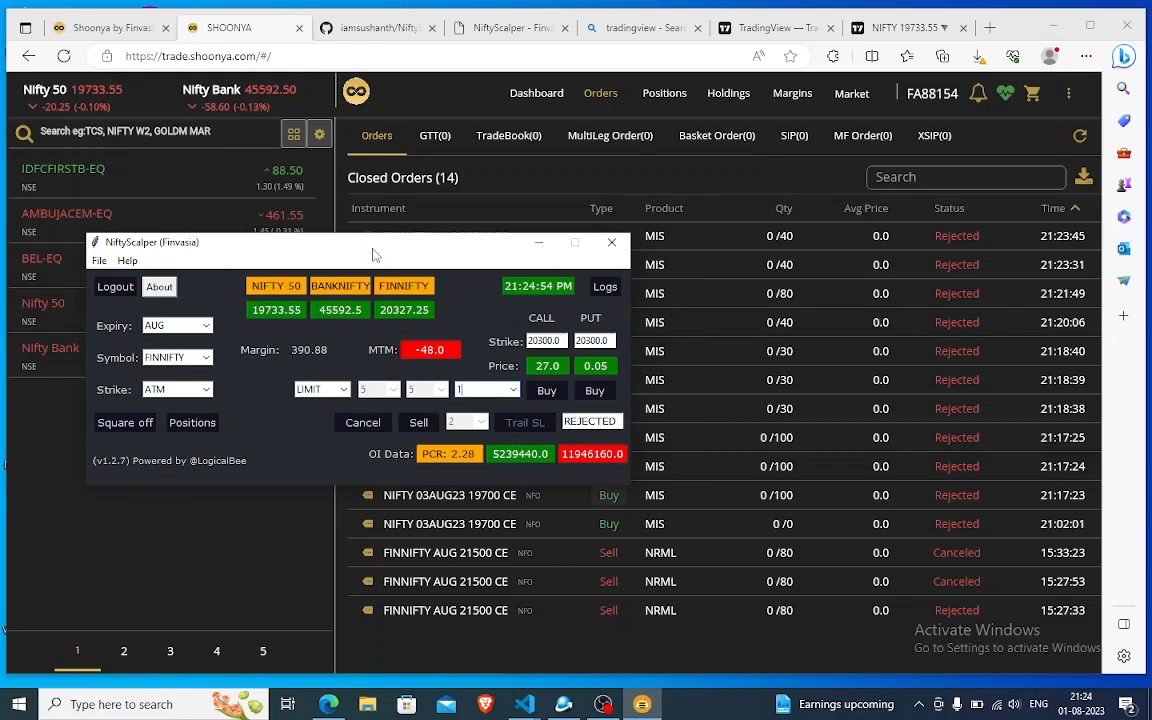 Shoonya by Finvas
SHOONYA
iamsushanth/Nifty
NiftyScalper - Finva
tradingview - Sear
TradingView — Tra
NIFTY 19733.55 ▼
https://trade.shoonya.com/#/
Nifty 50 19733.55
-20.25 (-0.10%)
Nifty Bank 45592.50
-58.60 (-0.13%)
Dashboard
Orders
Positions
Holdings
Margins
Market
FA88154
Search eg:TCS, NIFTY W2, GOLDM MAR
Orders
GTT(0)
TradeBook(0)
MultiLeg Order(0)
Basket Order(0)
SIP(0)
MF Order(0)
XSIP(0)
IDFCFIRSTB-EQ
88.50
NSE
1.30 (1.49 %)
AMBUJACEM-EQ
461.55
NSE
BEL-EQ
NSE
Nifty 50
NSE
Nifty Bank
NSE
Closed Orders (14)
Search
Instrument Type Product Qty Avg Price Status Time
MIS 0 /40 0.0 Rejected 21:23:45
MIS 0 /40 0.0 Rejected 21:23:31
MIS 0 /80 0.0 Rejected 21:21:49
MIS 0 /40 0.0 Rejected 21:20:06
MIS 0 /30 0.0 Rejected 21:18:40
MIS 0 /30 0.0 Rejected 21:18:39
MIS 0 /30 0.0 Rejected 21:18:38
MIS 0 /100 0.0 Rejected 21:17:25
MIS 0 /100 0.0 Rejected 21:17:24
NIFTY 03AUG23 19700 CE NFO Buy MIS 0 /100 0.0 Rejected 21:17:23
NIFTY 03AUG23 19700 CE NFO Buy MIS 0 /0 0.0 Rejected 21:02:01
FINNIFTY AUG 21500 CE NFO Sell NRML 0 /80 0.0 Canceled 15:33:23
FINNIFTY AUG 21500 CE NFO Sell NRML 0 /80 0.0 Canceled 15:27:53
FINNIFTY AUG 21500 CE NFO Sell NRML 0 /80 0.0 Rejected 15:27:33
NiftyScalper (Finvasia)
File Help
Logout About
NIFTY 50 BANKNIFTY FINNIFTY
21:24:54 PM
Logs
19733.55 45592.5 20327.25
CALL PUT
Expiry: AUG
Strike: 20300.0 20300.0
Symbol: FINNIFTY
Margin: 390.88
MTM: -48.0
Price: 27.0 0.05
Strike: ATM
LIMIT 5 5 1 Buy Buy
Square off Positions
Cancel Sell 2 Trail SL REJECTED
OI Data: PCR: 2.28 5239440.0 11946160.0
(v1.2.7) Powered by @LogicalBee
1 2 3 4 5
Activate Windows
Go to Settings to activate Windows
Type here to search
Earnings upcoming
ENG
21:24
01-08-2023
2